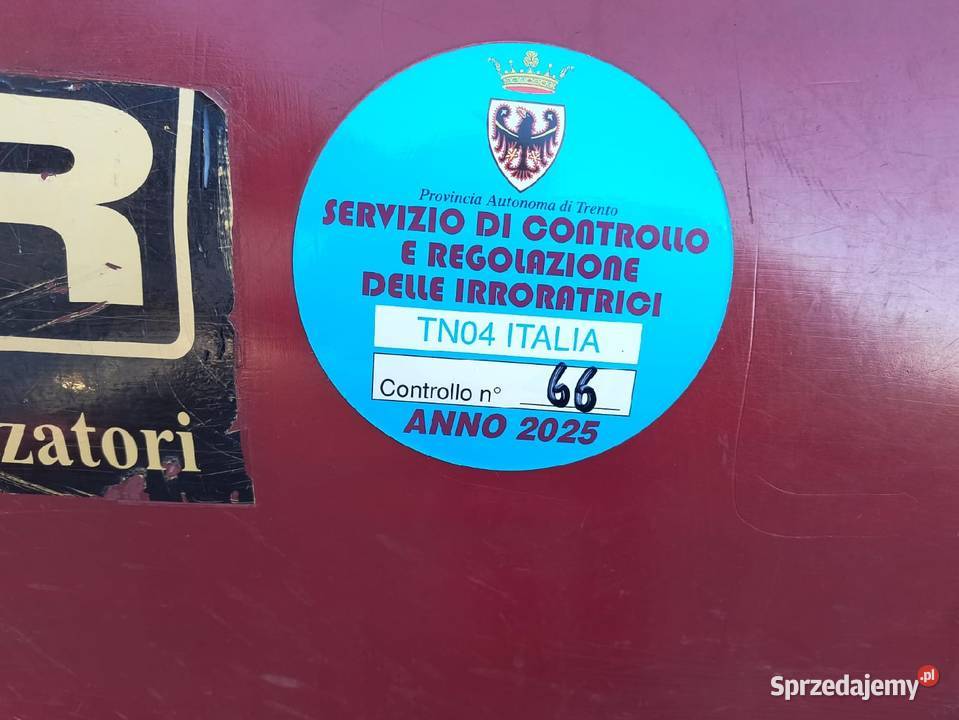 R
zatori
Provincia Autonoma di Trento
SERVIZIO DI CONTROLLO
E REGOLAZIONE
DELLE IRRORATRICI
TN04 ITALIA
Controllo n° 66
ANNO 2025
Sprzedajemy.pl